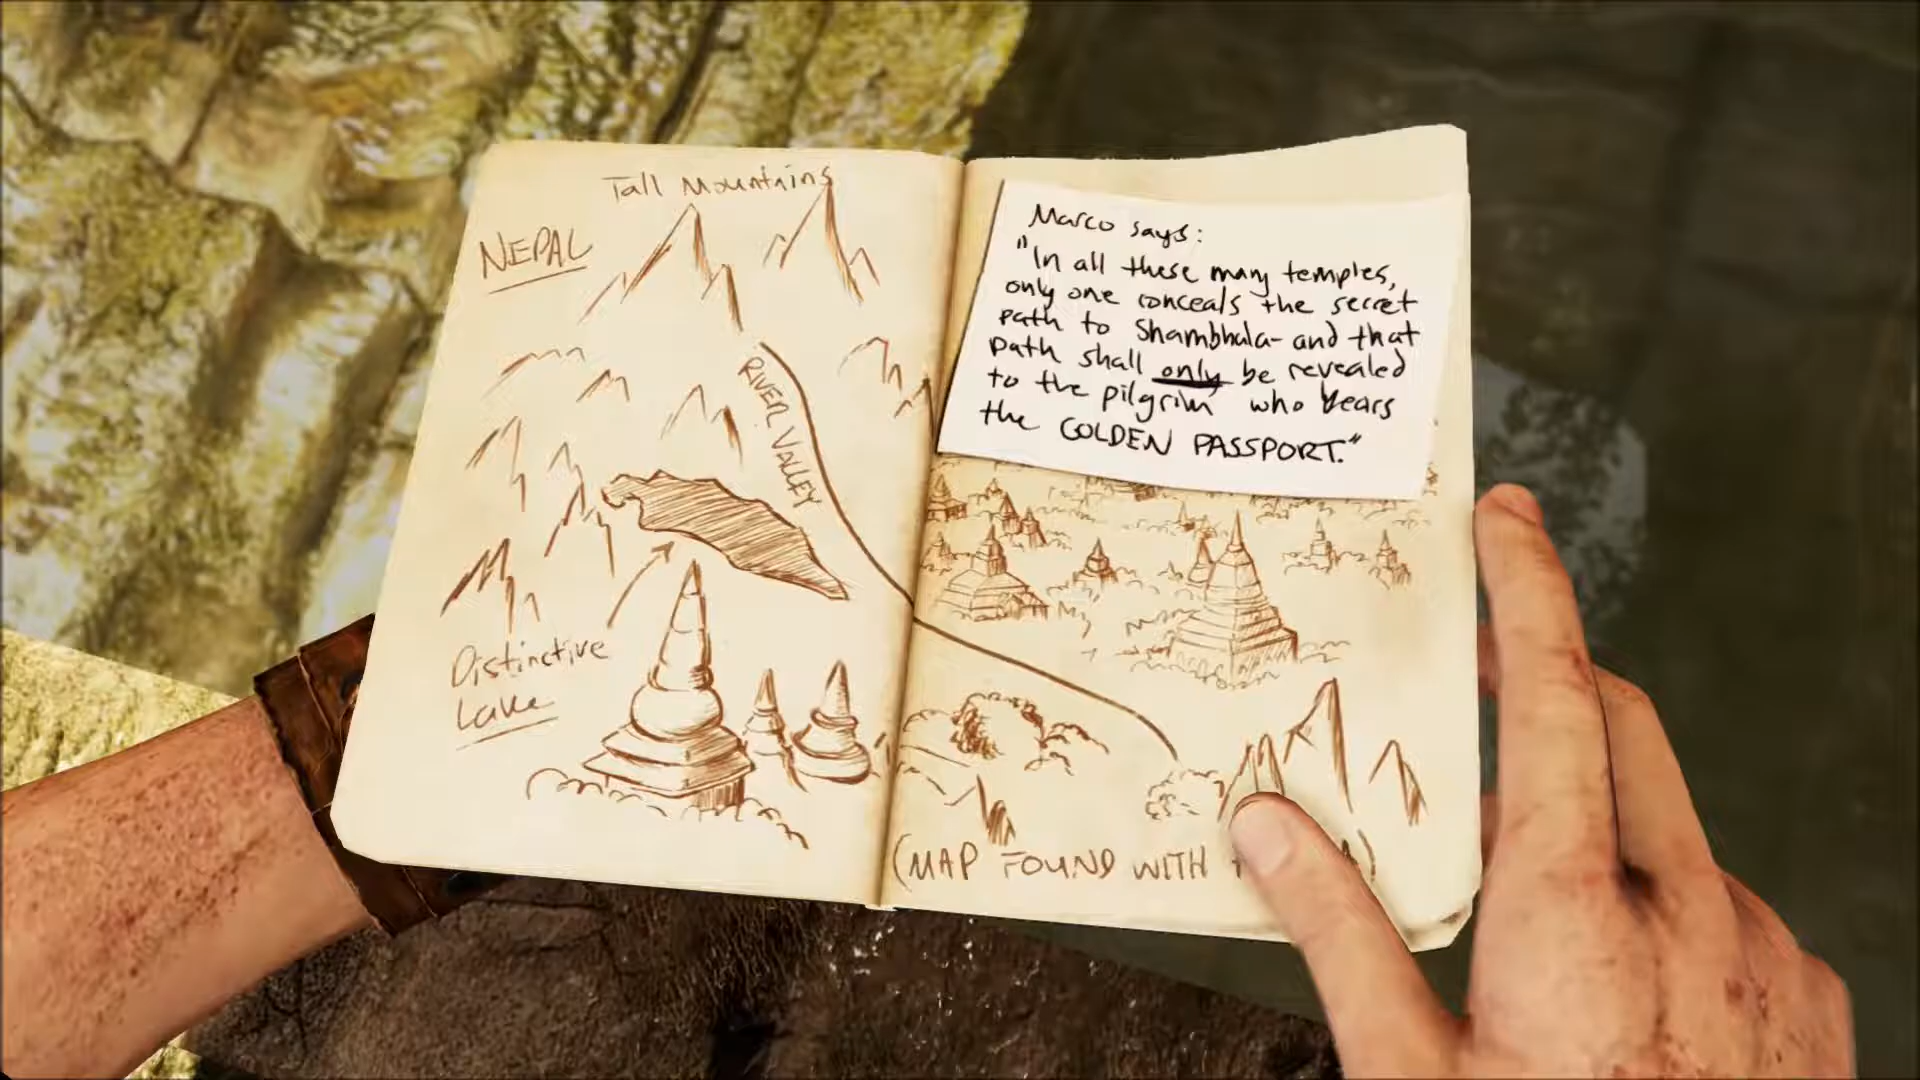 Tall Mountains
NEPAL
RIVER VALLEY
Distinctive
Lake
Marco says:
"In all these many temples,
only one conceals the secret
path to Shambhala- and that
path shall only be revealed
to the pilgrim who bears
the GOLDEN PASSPORT."
(MAP FOUND WITH